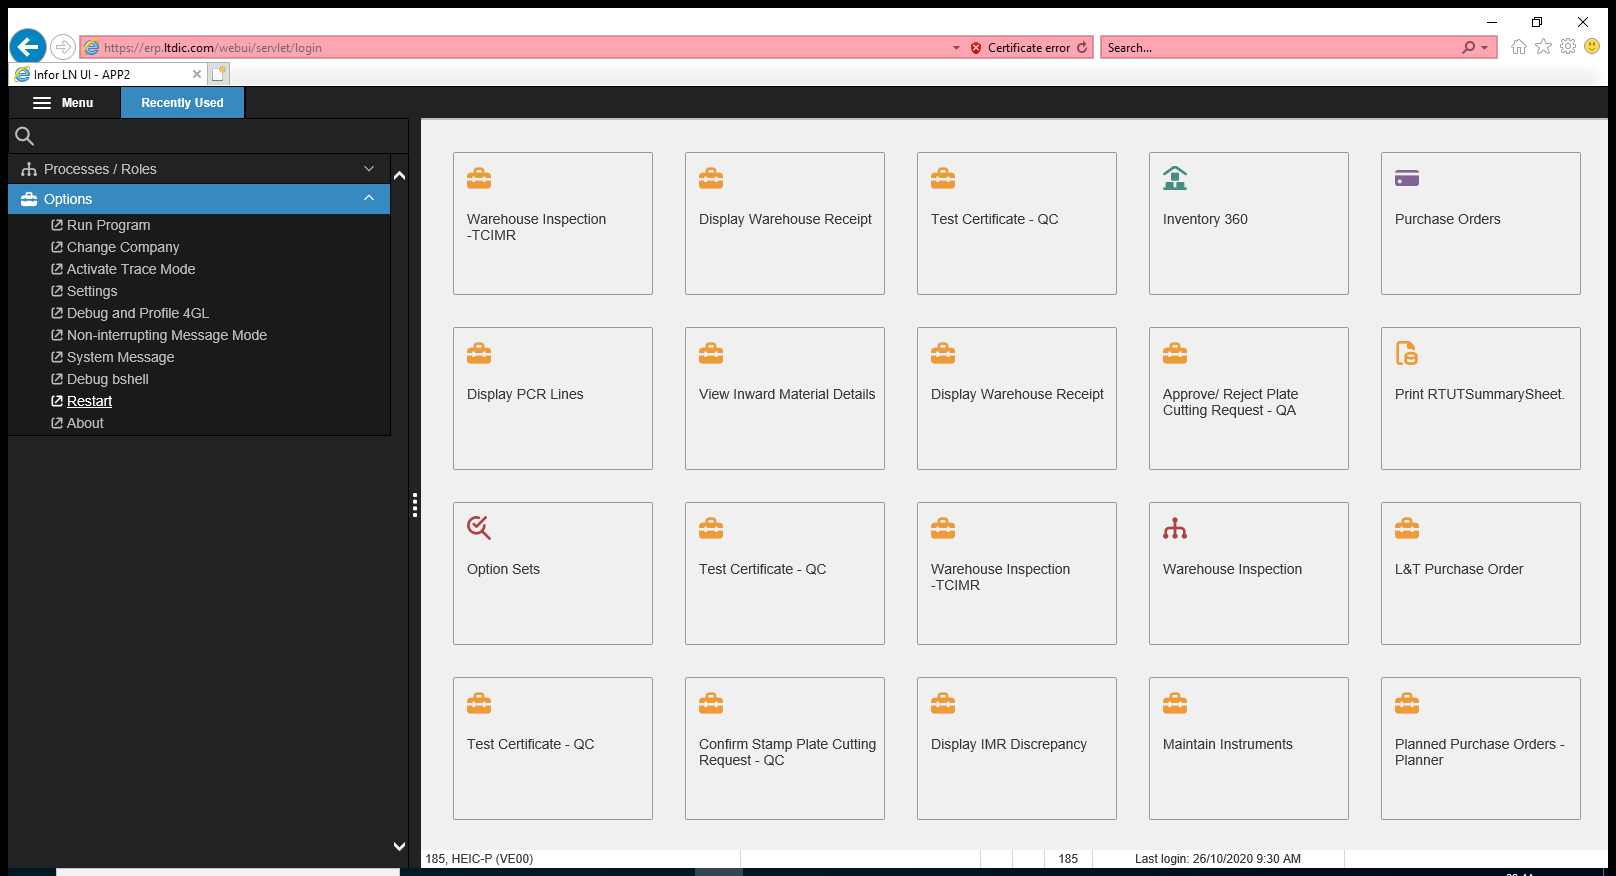 https://erp.ltdic.com/webui/servlet/login
Certificate error
Search...
Infor LN UI - APP2
Menu
Recently Used
Processes / Roles
Options
Run Program
Change Company
Activate Trace Mode
Settings
Debug and Profile 4GL
Non-interrupting Message Mode
System Message
Debug bshell
Restart
About
Warehouse Inspection
-TCIMR
Display Warehouse Receipt
Test Certificate - QC
Inventory 360
Purchase Orders
Display PCR Lines
View Inward Material Details
Display Warehouse Receipt
Approve/ Reject Plate
Cutting Request - QA
Print RTUTSummarySheet.
Option Sets
Test Certificate - QC
Warehouse Inspection
-TCIMR
Warehouse Inspection
L&T Purchase Order
Test Certificate - QC
Confirm Stamp Plate Cutting
Request - QC
Display IMR Discrepancy
Maintain Instruments
Planned Purchase Orders -
Planner
185, HEIC-P (VE00)
185
Last login: 26/10/2020 9:30 AM